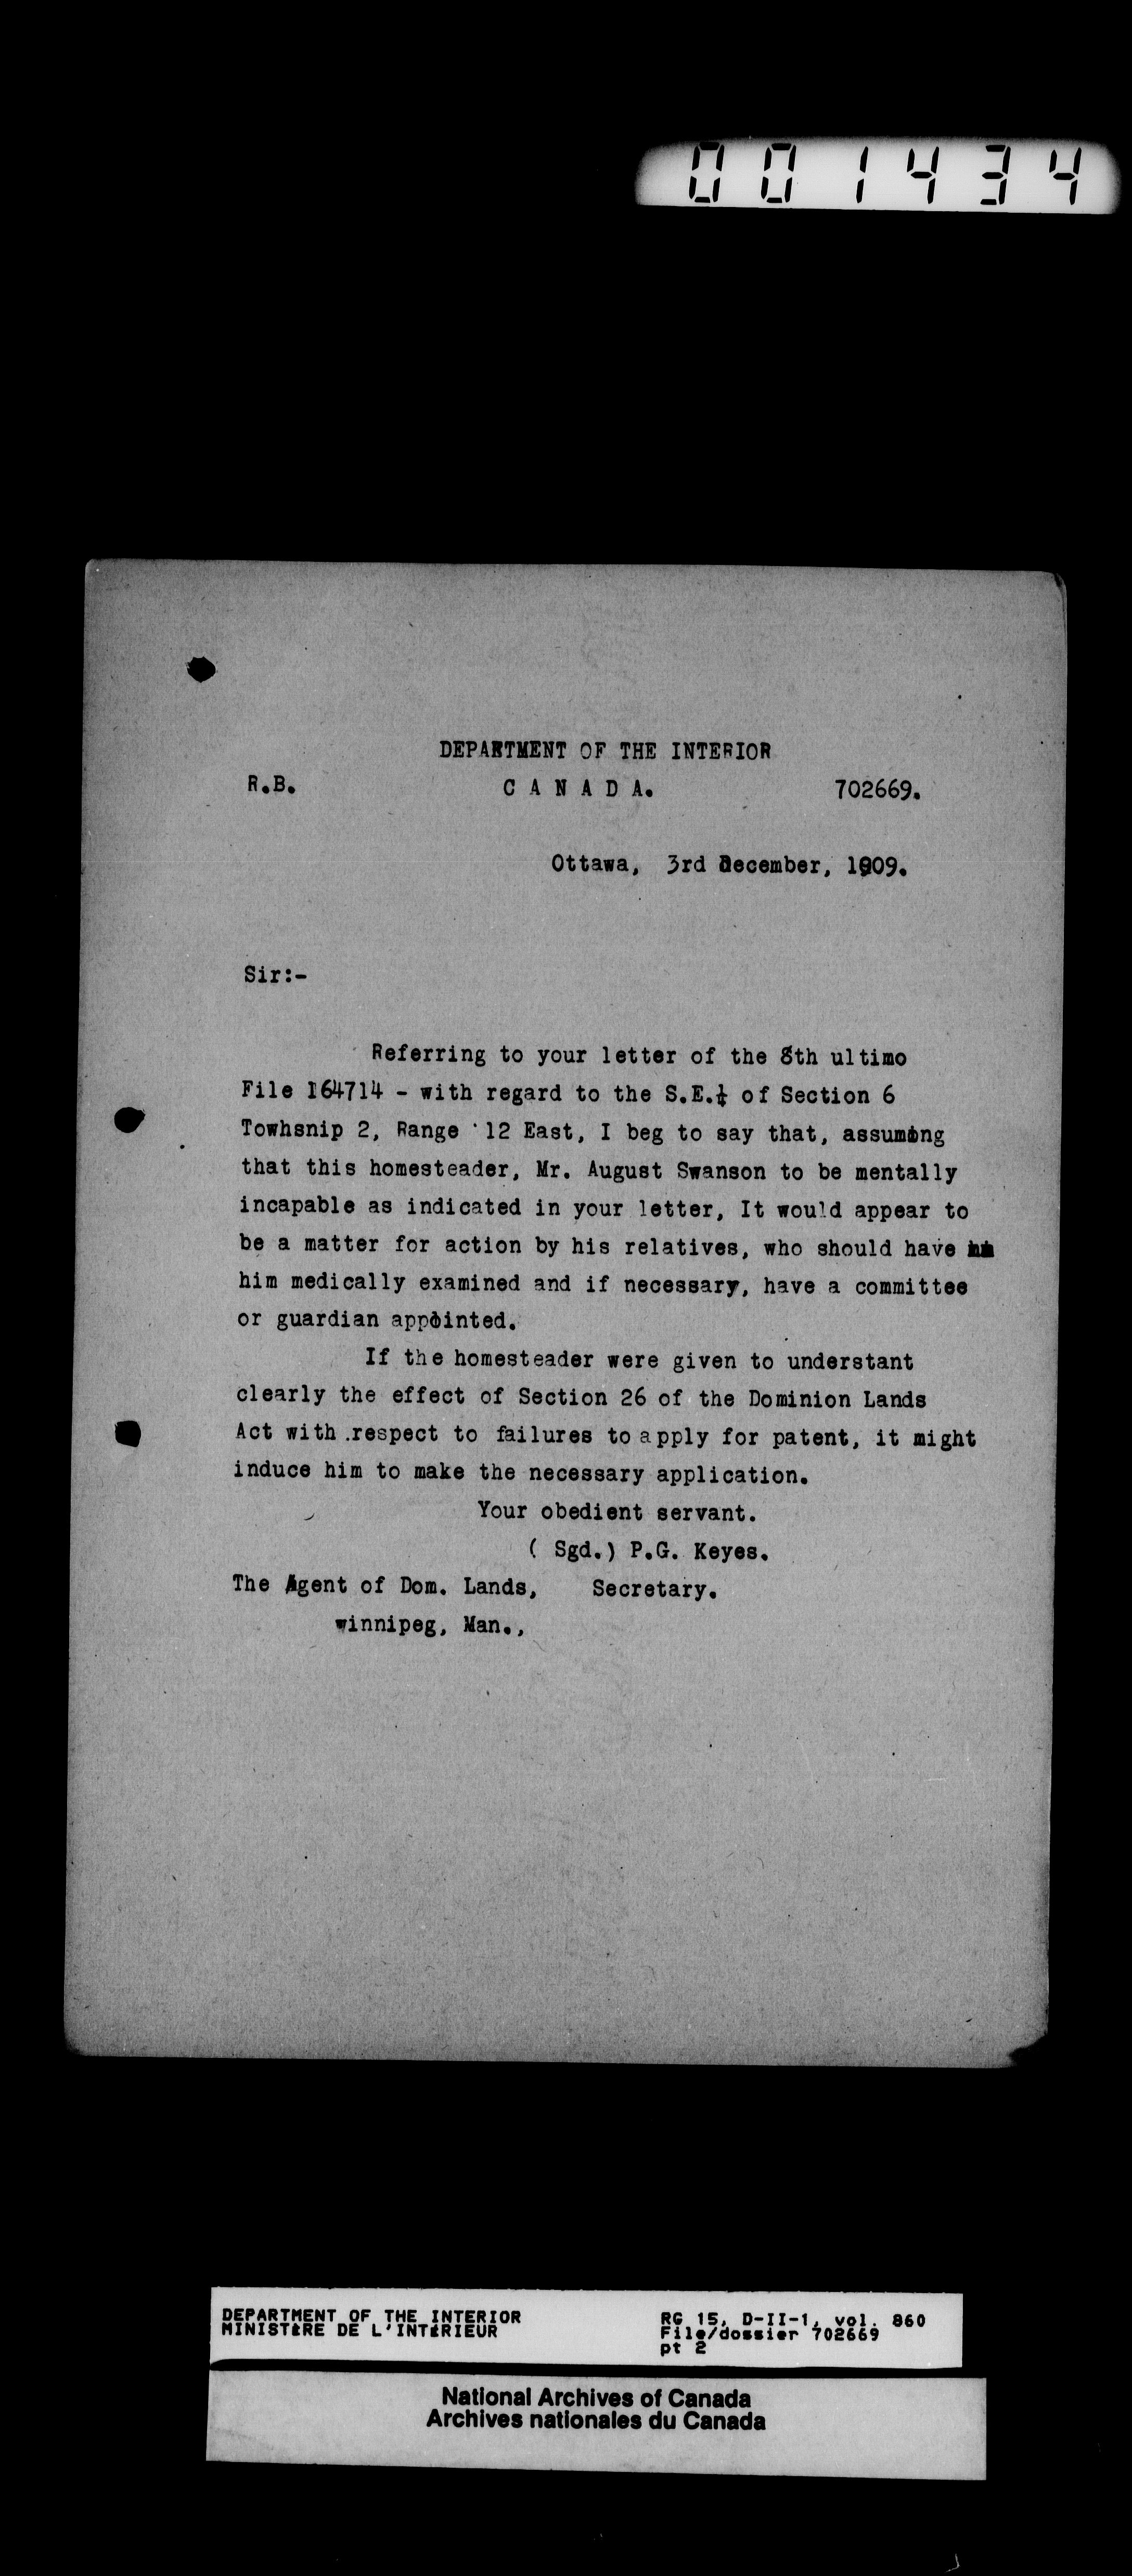 001434
DEPARTMENT OF THE INTERIOR
R.B. C A N A D A. 702669.
Ottawa, 3rd December, 1909.
Sir:-
Referring to your letter of the 8th ultimo
File 164714 - with regard to the S.E.¼ of Section 6
Towhsnip 2, Range 12 East, I beg to say that, assuming
that this homesteader, Mr. August Swanson to be mentally
incapable as indicated in your letter, It would appear to
be a matter for action by his relatives, who should have
him medically examined and if necessary, have a committee
or guardian appointed.
If the homesteader were given to understant
clearly the effect of Section 26 of the Dominion Lands
Act with .respect to failures to apply for patent, it might
induce him to make the necessary application.
Your obedient servant.
( Sgd.) P.G. Keyes.
The Agent of Dom. Lands, Secretary.
winnipeg, Man.,
DEPARTMENT OF THE INTERIOR RG 15, D-II-1, vol. 860
MINISTÈRE DE L'INTÉRIEUR File/dossier 702669
pt 2
National Archives of Canada
Archives nationales du Canada